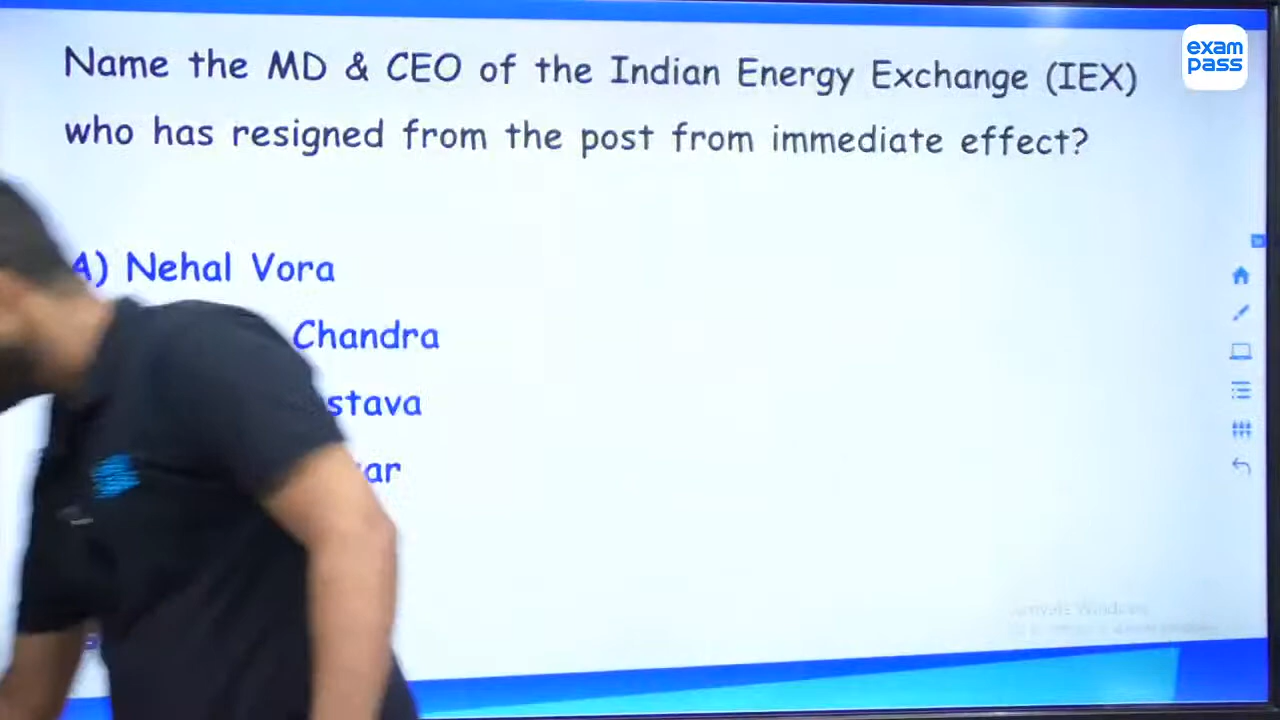 exam
pass
Name the MD & CEO of the Indian Energy Exchange (IEX)
who has resigned from the post from immediate effect?
A) Nehal Vora
Chandra
stava
ar